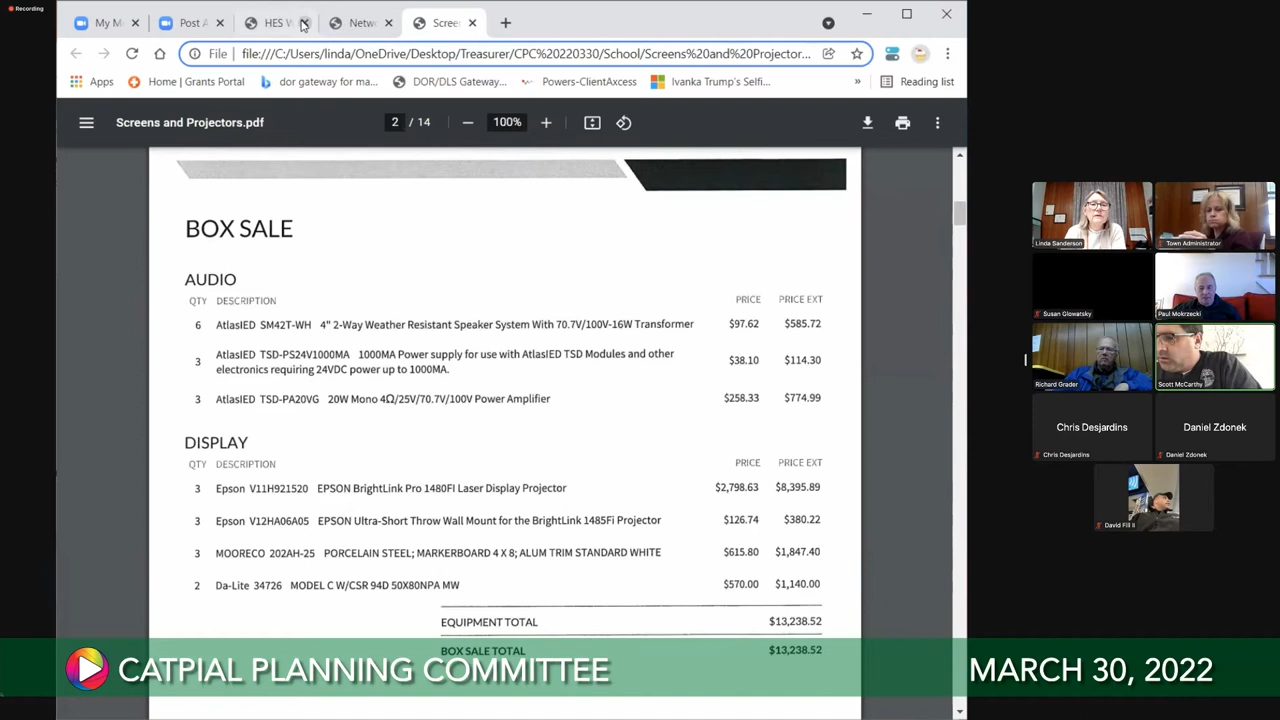 Recording
My M
Post A
HES W
Netwo
Scree
File
file:///C:/Users/linda/OneDrive/Desktop/Treasurer/CPC%20220330/School/Screens%20and%20Projector...
Apps
Home | Grants Portal
dor gateway for ma...
DOR/DLS Gateway...
Powers-ClientAxcess
Ivanka Trump's Selfi...
»
Reading list
Screens and Projectors.pdf
2 / 14
100%
BOX SALE
AUDIO
QTY DESCRIPTION PRICE PRICE EXT
6 AtlasIED SM42T-WH 4" 2-Way Weather Resistant Speaker System With 70.7V/100V-16W Transformer $97.62 $585.72
3 AtlasIED TSD-PS24V1000MA 1000MA Power supply for use with AtlasIED TSD Modules and other $38.10 $114.30
electronics requiring 24VDC power up to 1000MA.
3 AtlasIED TSD-PA20VG 20W Mono 4Ω/25V/70.7V/100V Power Amplifier $258.33 $774.99
DISPLAY
QTY DESCRIPTION PRICE PRICE EXT
3 Epson V11H921520 EPSON BrightLink Pro 1480FI Laser Display Projector $2,798.63 $8,395.89
3 Epson V12HA06A05 EPSON Ultra-Short Throw Wall Mount for the BrightLink 1485Fi Projector $126.74 $380.22
3 MOORECO 202AH-25 PORCELAIN STEEL; MARKERBOARD 4 X 8; ALUM TRIM STANDARD WHITE $615.80 $1,847.40
2 Da-Lite 34726 MODEL C W/CSR 94D 50X80NPA MW $570.00 $1,140.00
EQUIPMENT TOTAL $13,238.52
BOX SALE TOTAL $13,238.52
Linda Sanderson
Town Administrator
Susan Glowatsky
Paul Mokrzecki
Richard Grader
Scott McCarthy
Chris Desjardins
Chris Desjardins
Daniel Zdonek
Daniel Zdonek
David Fill II
CATPIAL PLANNING COMMITTEE
MARCH 30, 2022